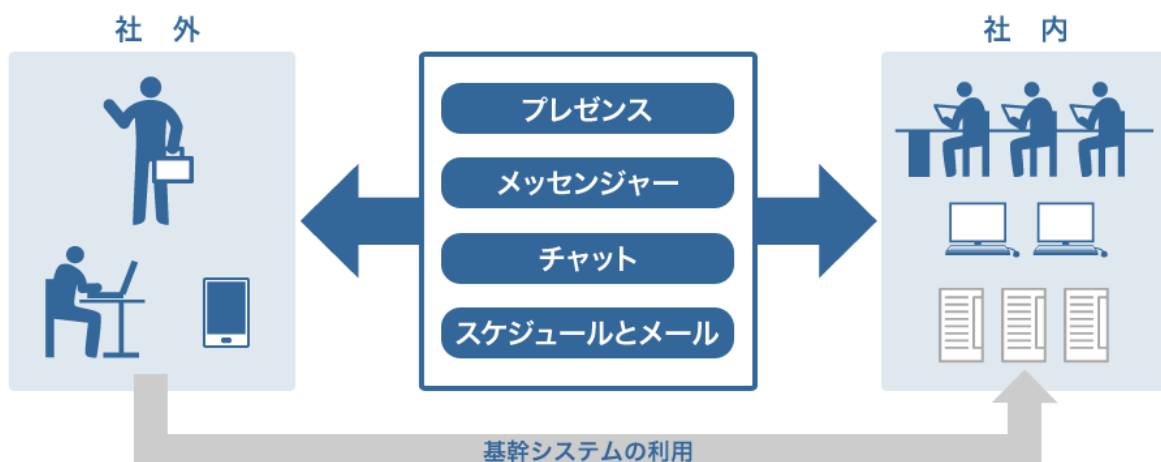 社 外
社 内
プレゼンス
メッセンジャー
チャット
スケジュールとメール
基幹システムの利用